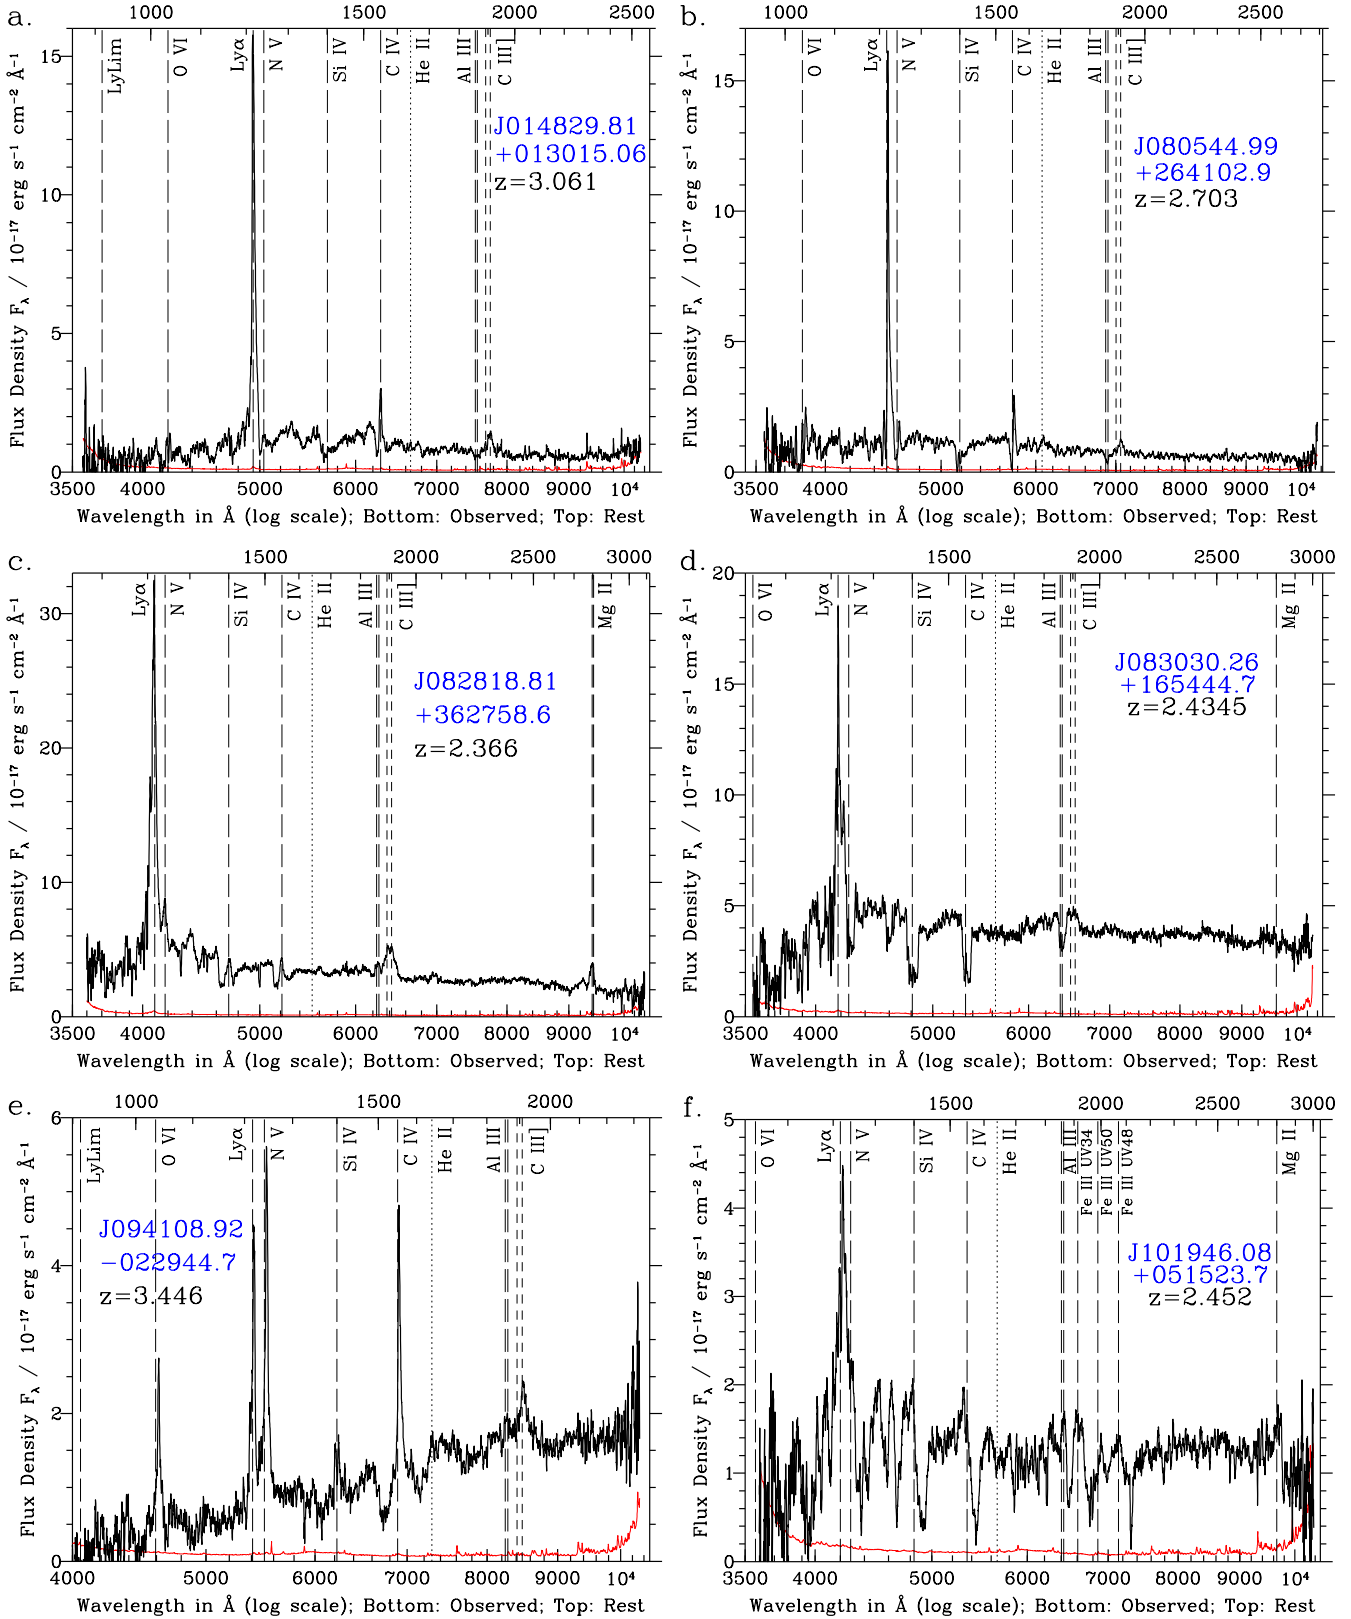 a.
1000 1500 2000 2500
LyLim
O VI
Lyα
N V
Si IV
C IV
He II
Al III
C III]
J014829.81
+013015.06
z=3.061
15
10
5
0
3500 4000 5000 6000 7000 8000 9000 10⁴
Flux Density Fλ / 10⁻¹⁷ erg s⁻¹ cm⁻² Å⁻¹
Wavelength in Å (log scale); Bottom: Observed; Top: Rest
b.
1000 1500 2000 2500
O VI
Lyα
N V
Si IV
C IV
He II
Al III
C III]
J080544.99
+264102.9
z=2.703
15
10
5
0
3500 4000 5000 6000 7000 8000 9000 10⁴
Flux Density Fλ / 10⁻¹⁷ erg s⁻¹ cm⁻² Å⁻¹
Wavelength in Å (log scale); Bottom: Observed; Top: Rest
c.
1500 2000 2500 3000
Lyα
N V
Si IV
C IV
He II
Al III
C III]
Mg II
J082818.81
+362758.6
z=2.366
30
20
10
0
3500 4000 5000 6000 7000 8000 9000 10⁴
Flux Density Fλ / 10⁻¹⁷ erg s⁻¹ cm⁻² Å⁻¹
Wavelength in Å (log scale); Bottom: Observed; Top: Rest
d.
1500 2000 2500 3000
O VI
Lyα
N V
Si IV
C IV
He II
Al III
C III]
Mg II
J083030.26
+165444.7
z=2.4345
20
15
10
5
0
3500 4000 5000 6000 7000 8000 9000 10⁴
Flux Density Fλ / 10⁻¹⁷ erg s⁻¹ cm⁻² Å⁻¹
Wavelength in Å (log scale); Bottom: Observed; Top: Rest
e.
1000 1500 2000
LyLim
O VI
Lyα
N V
Si IV
C IV
He II
Al III
C III]
J094108.92
−022944.7
z=3.446
6
4
2
0
4000 5000 6000 7000 8000 9000 10⁴
Flux Density Fλ / 10⁻¹⁷ erg s⁻¹ cm⁻² Å⁻¹
Wavelength in Å (log scale); Bottom: Observed; Top: Rest
f.
1500 2000 2500 3000
O VI
Lyα
N V
Si IV
C IV
He II
Al III
Fe III UV34
Fe III UV50
Fe III UV48
Mg II
J101946.08
+051523.7
z=2.452
5
4
3
2
1
0
3500 4000 5000 6000 7000 8000 9000 10⁴
Flux Density Fλ / 10⁻¹⁷ erg s⁻¹ cm⁻² Å⁻¹
Wavelength in Å (log scale); Bottom: Observed; Top: Rest